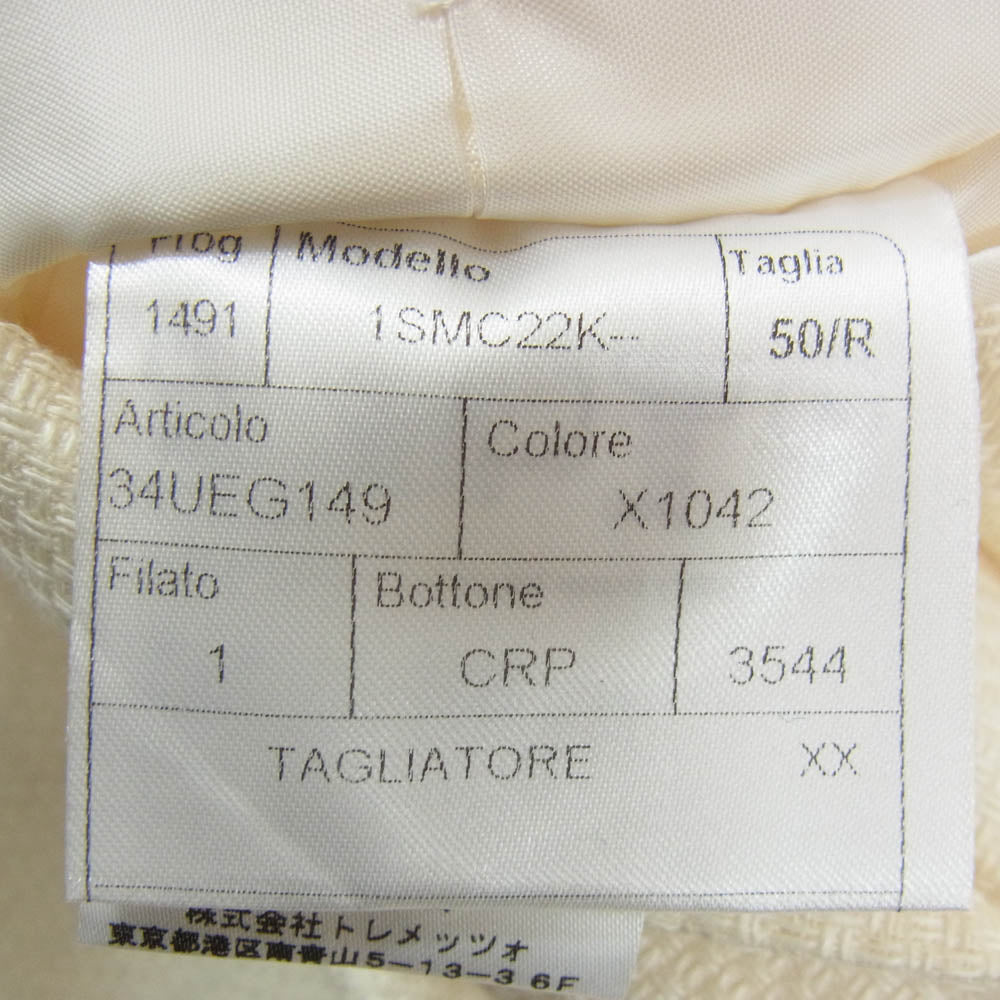 Prog Modello Taglia
1491 1SMC22K-- 50/R
Articolo Colore
34UEG149 X1042
Filato Bottone
1 CRP 3544
TAGLIATORE XX
株式会社トレメッツォ
東京都港区南青山5-13-3 6F